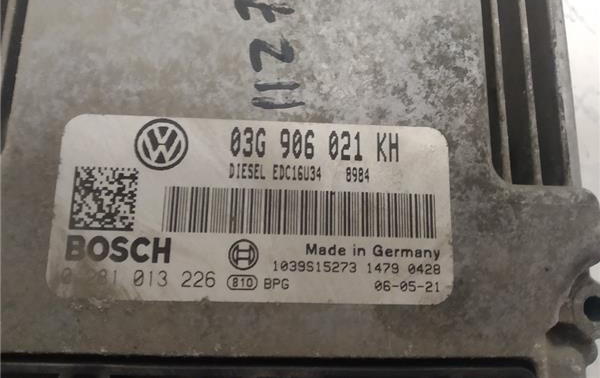 03G 906 021 KH
DIESEL EDC16U34 8984
BOSCH
Made in Germany
1039S15273 1479 0428
0 281 013 226 810 BPG 06-05-21